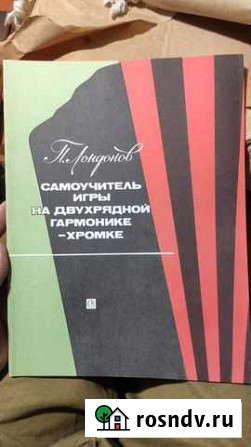 П. Лондонов
САМОУЧИТЕЛЬ
ИГРЫ
НА ДВУХРЯДНОЙ
ГАРМОНИКЕ
-ХРОМКЕ
rosndv.ru